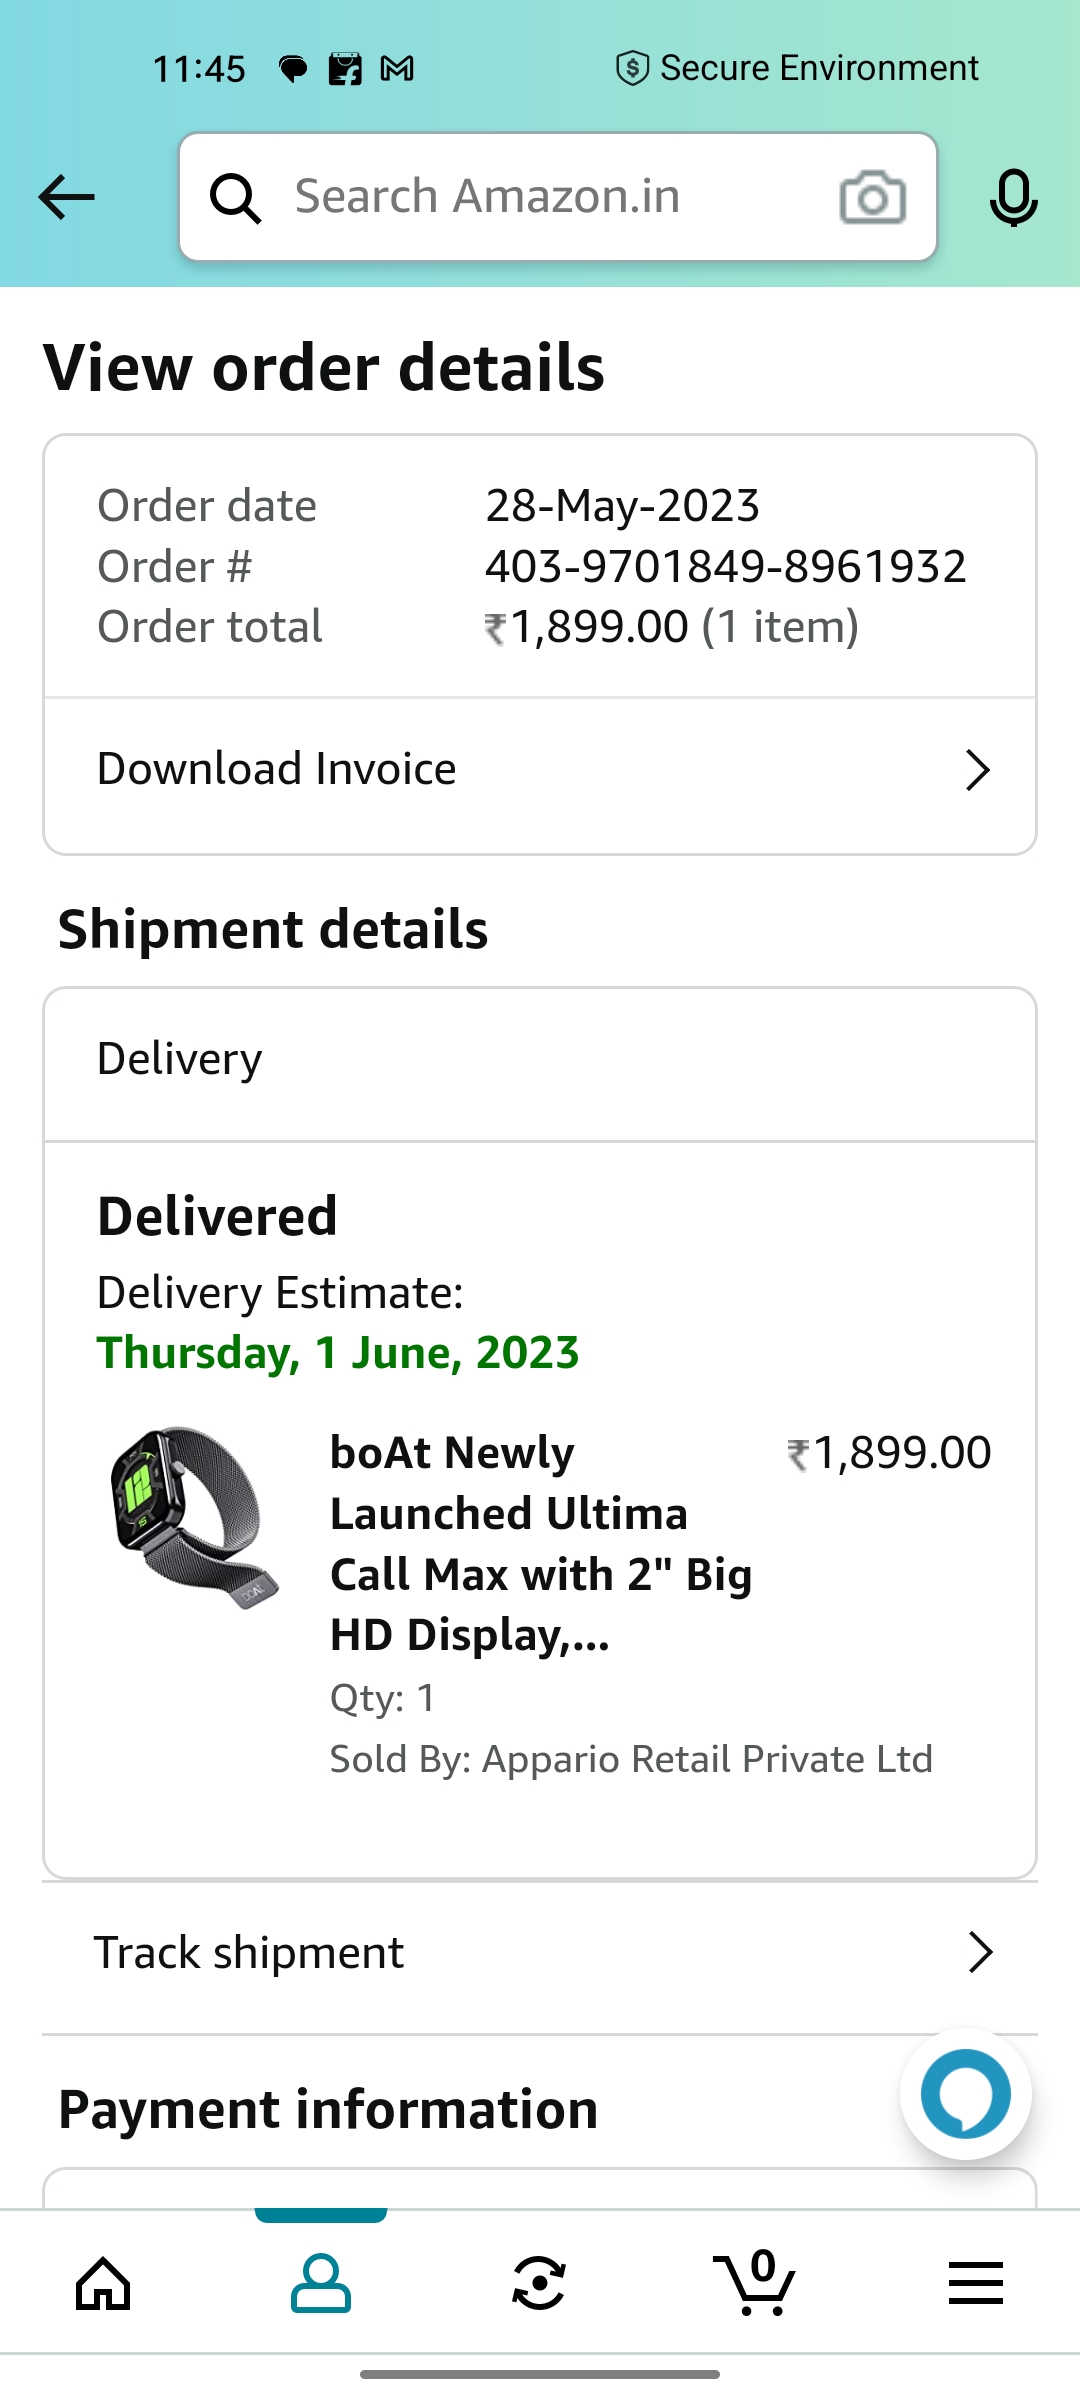 11:45
Secure Environment
Search Amazon.in
View order details
Order date 28-May-2023
Order # 403-9701849-8961932
Order total ₹1,899.00 (1 item)
Download Invoice
Shipment details
Delivery
Delivered
Delivery Estimate:
Thursday, 1 June, 2023
boAt Newly ₹1,899.00
Launched Ultima
Call Max with 2" Big
HD Display,...
Qty: 1
Sold By: Appario Retail Private Ltd
Track shipment
Payment information
0